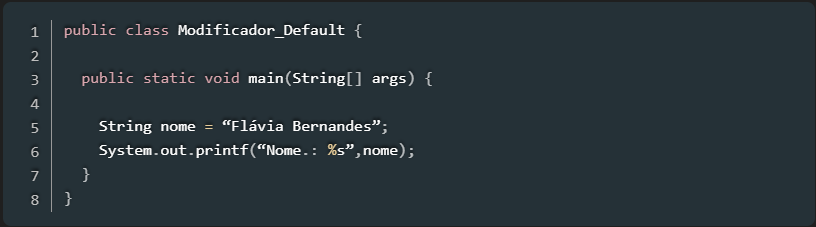 1 public class Modificador_Default {
2
3 public static void main(String[] args) {
4
5 String nome = “Flávia Bernandes”;
6 System.out.printf(“Nome.: %s”,nome);
7 }
8 }